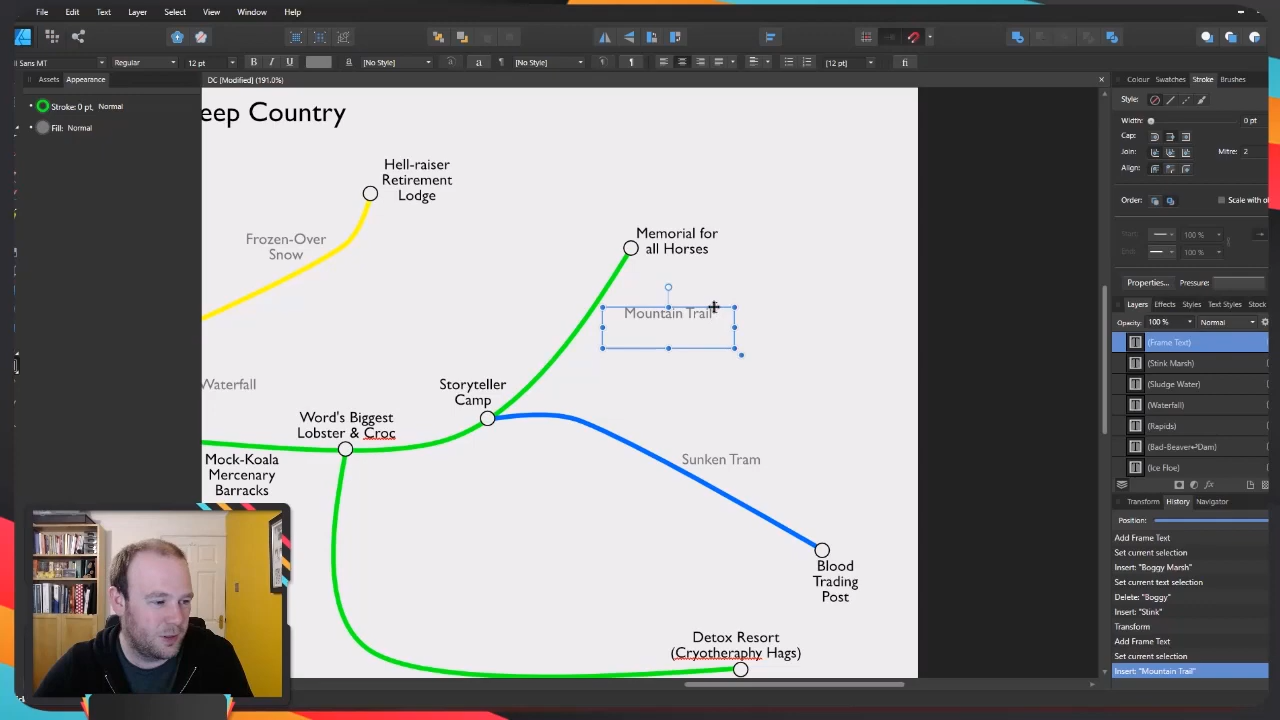 File Edit Text Layer Select View Window Help
ill Sans MT Regular 12 pt B I U [No Style] a a [No Style] [12 pt] fi
Assets Appearance
DC [Modified] (191.0%)
Colour Swatches Stroke Brushes
Stroke: 0 pt, Normal
Fill: Normal
eep Country
Hell-raiser
Retirement
Lodge
Frozen-Over
Snow
Memorial for
all Horses
Mountain Trail
Waterfall
Storyteller
Camp
Word's Biggest
Lobster & Croc
Mock-Koala
Mercenary
Barracks
Sunken Tram
Blood
Trading
Post
Detox Resort
(Cryotheraphy Hags)
Style:
Width: 0 pt
Cap:
Join: Mitre: 2
Align:
Order: Scale with ol
Start: 100 %
End: 100 %
Properties... Pressure:
Layers Effects Styles Text Styles Stock
Opacity: 100 % Normal
(Frame Text)
(Stink Marsh)
(Sludge Water)
(Waterfall)
(Rapids)
(Bad-Beaver↵Dam)
(Ice Floe)
Transform History Navigator
Position:
Add Frame Text
Set current selection
Insert: "Boggy Marsh"
Set current text selection
Delete: "Boggy"
Insert: "Stink"
Transform
Add Frame Text
Set current selection
Insert: "Mountain Trail"